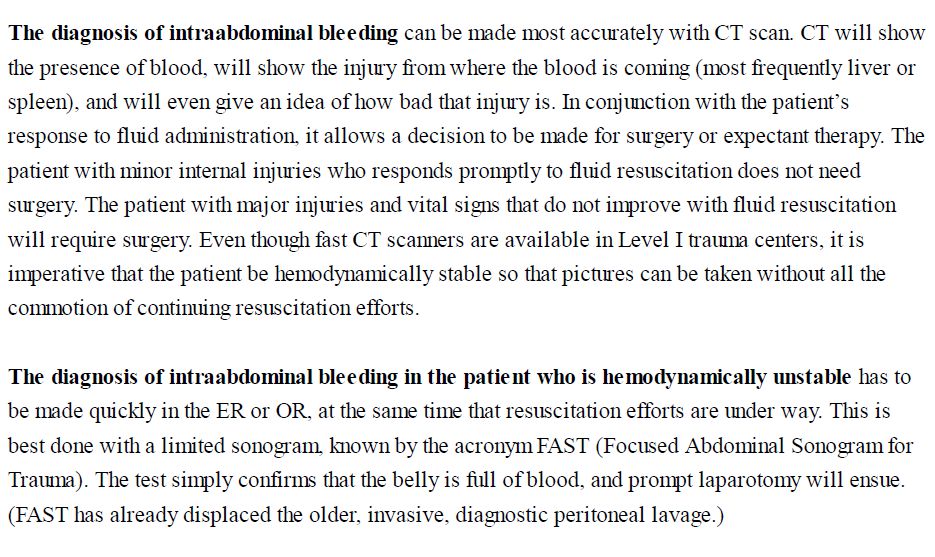 The diagnosis of intraabdominal bleeding can be made most accurately with CT scan. CT will show
the presence of blood, will show the injury from where the blood is coming (most frequently liver or
spleen), and will even give an idea of how bad that injury is. In conjunction with the patient’s
response to fluid administration, it allows a decision to be made for surgery or expectant therapy. The
patient with minor internal injuries who responds promptly to fluid resuscitation does not need
surgery. The patient with major injuries and vital signs that do not improve with fluid resuscitation
will require surgery. Even though fast CT scanners are available in Level I trauma centers, it is
imperative that the patient be hemodynamically stable so that pictures can be taken without all the
commotion of continuing resuscitation efforts.
The diagnosis of intraabdominal bleeding in the patient who is hemodynamically unstable has to
be made quickly in the ER or OR, at the same time that resuscitation efforts are under way. This is
best done with a limited sonogram, known by the acronym FAST (Focused Abdominal Sonogram for
Trauma). The test simply confirms that the belly is full of blood, and prompt laparotomy will ensue.
(FAST has already displaced the older, invasive, diagnostic peritoneal lavage.)